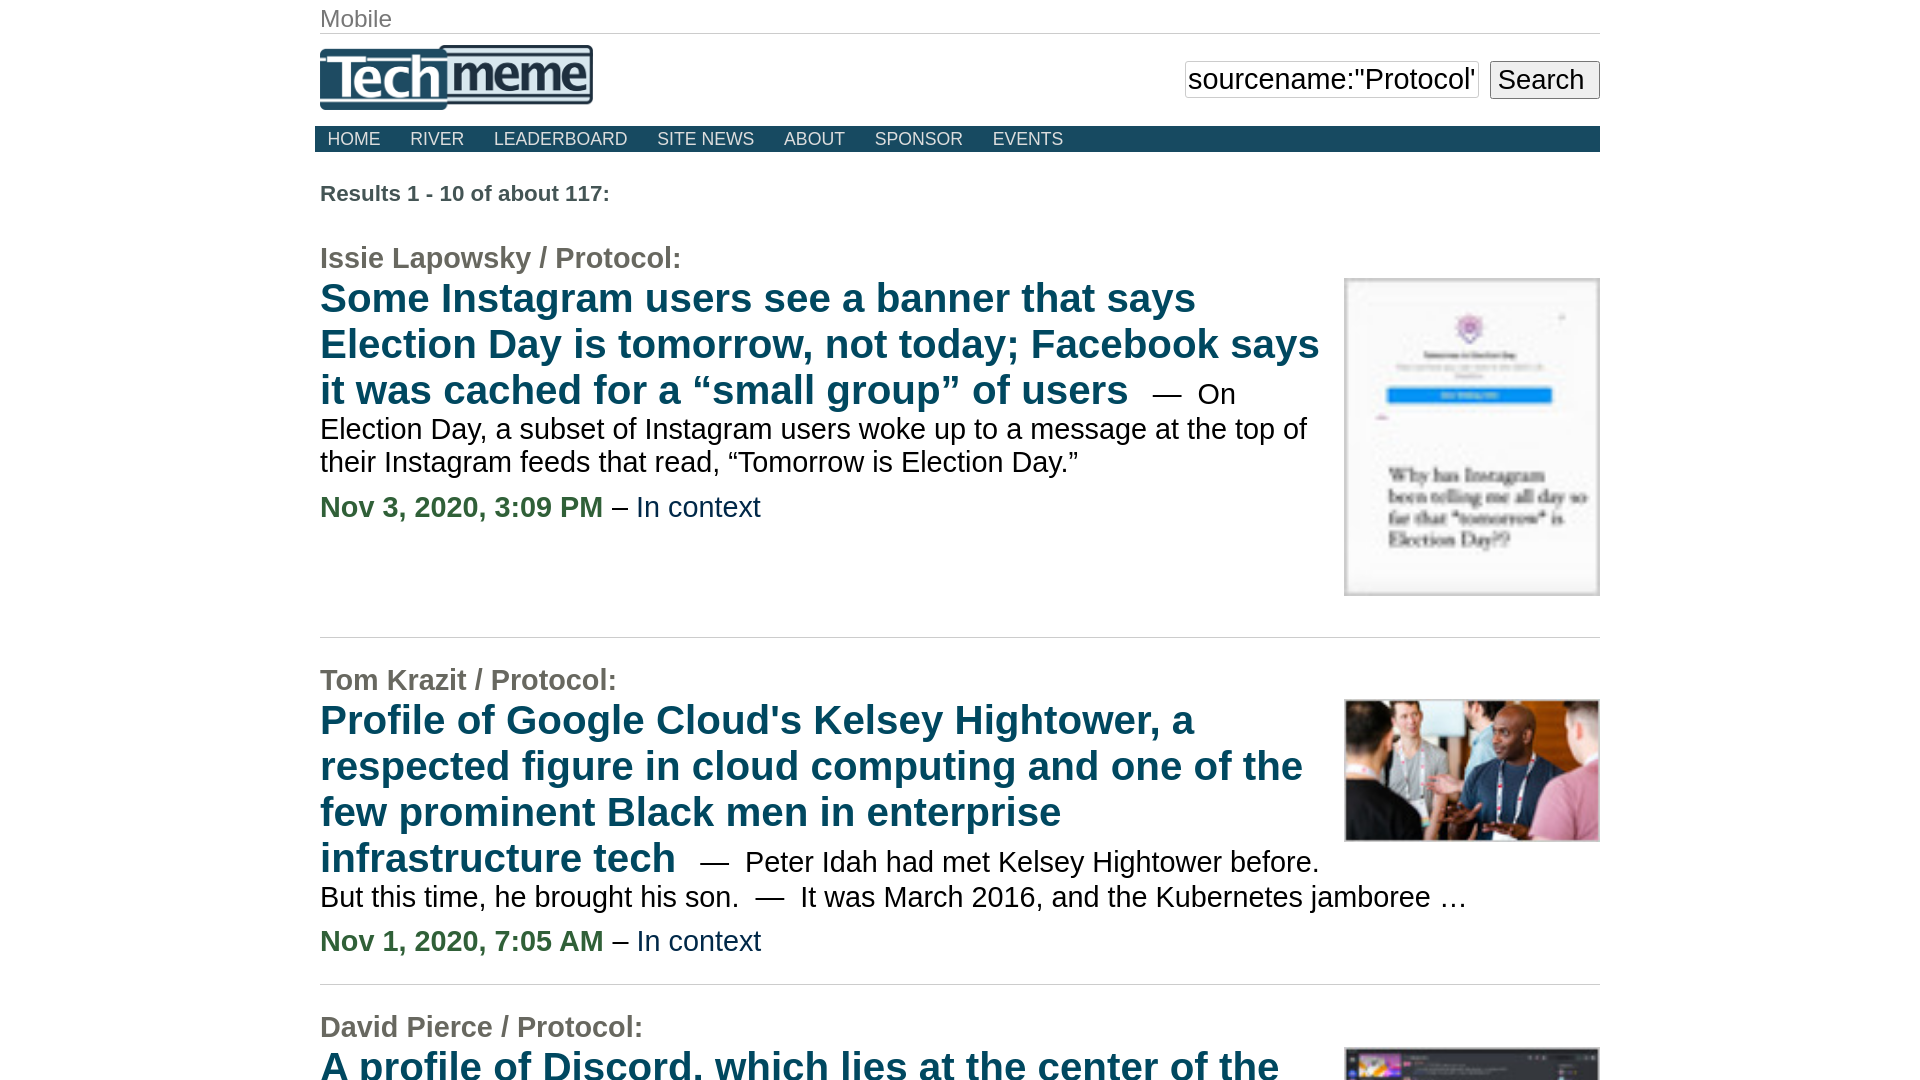 Mobile
Techmeme
sourcename:"Protocol"
Search
HOME RIVER LEADERBOARD SITE NEWS ABOUT SPONSOR EVENTS
Results 1 - 10 of about 117:
Issie Lapowsky / Protocol:
Some Instagram users see a banner that says
Election Day is tomorrow, not today; Facebook says
it was cached for a “small group” of users — On
Election Day, a subset of Instagram users woke up to a message at the top of
their Instagram feeds that read, “Tomorrow is Election Day.”
Nov 3, 2020, 3:09 PM – In context
Why has Instagram
been telling me all day so
far that *tomorrow* is
Election Day??
Tom Krazit / Protocol:
Profile of Google Cloud's Kelsey Hightower, a
respected figure in cloud computing and one of the
few prominent Black men in enterprise
infrastructure tech — Peter Idah had met Kelsey Hightower before.
But this time, he brought his son. — It was March 2016, and the Kubernetes jamboree …
Nov 1, 2020, 7:05 AM – In context
David Pierce / Protocol:
A profile of Discord, which lies at the center of the